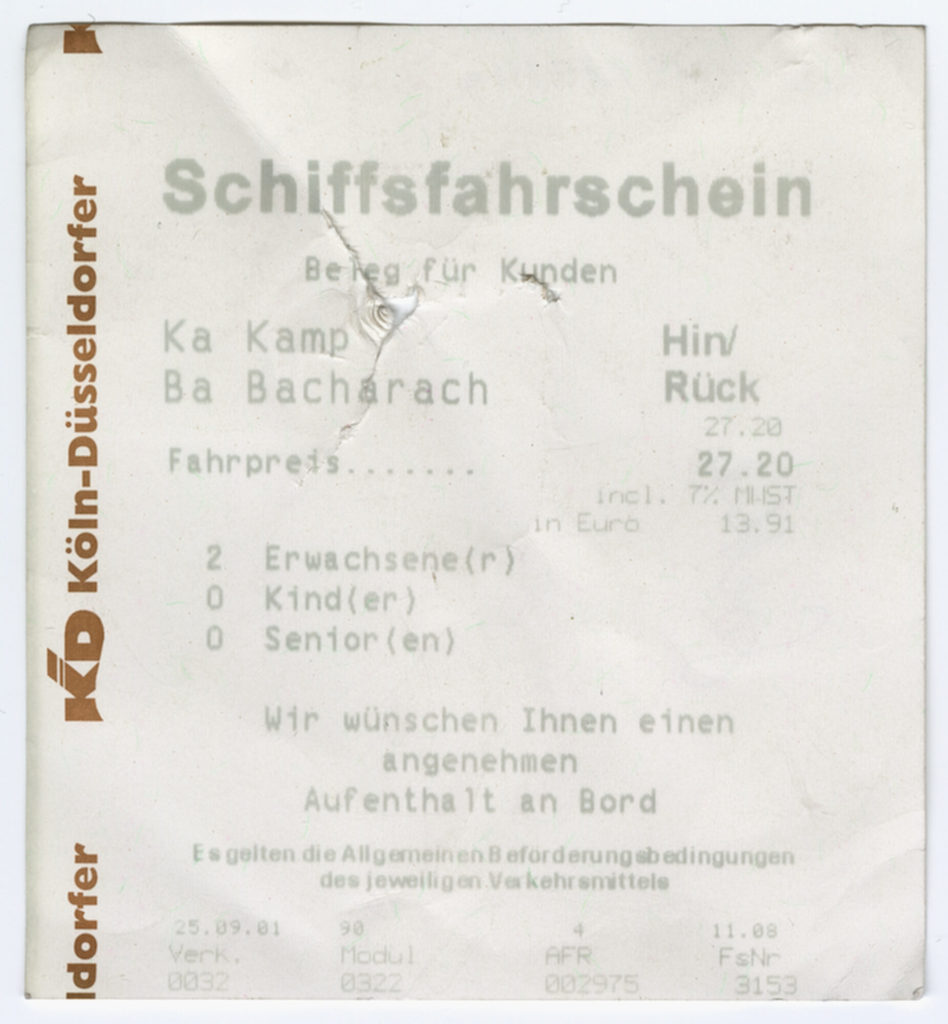 Schiffsfahrschein
Beleg für Kunden
Ka Kamp Hin/
Ba Bacharach Rück
27.20
Fahrpreis....... 27.20
incl. 7% MWST
in Euro 13.91
2 Erwachsene(r)
0 Kind(er)
0 Senior(en)
Wir wünschen Ihnen einen
angenehmen
Aufenthalt an Bord
Es gelten die Allgemeinen Beförderungsbedingungen
des jeweiligen Verkehrsmittels
25.09.01 90 4 11.08
Verk. Modul AFR FsNr
0032 0322 002975 3153
KD Köln-Düsseldorfer
ldorfer